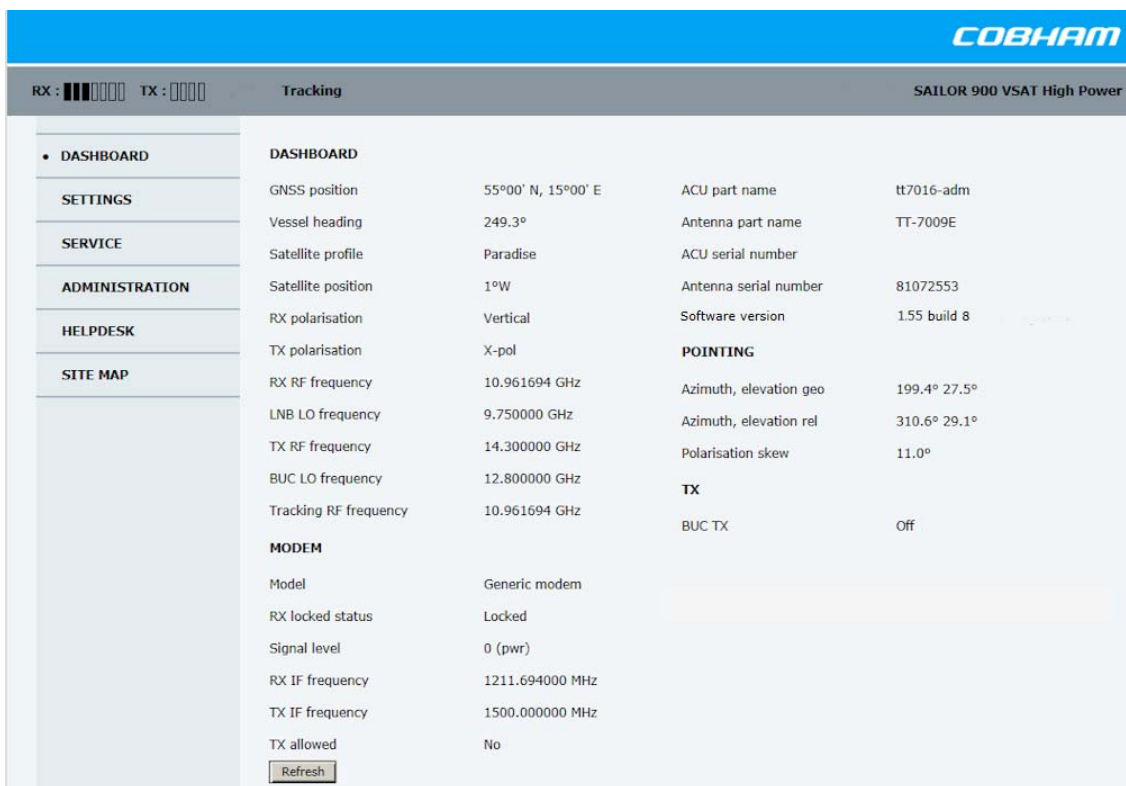 COBHAM
RX : TX : Tracking SAILOR 900 VSAT High Power
• DASHBOARD
SETTINGS
SERVICE
ADMINISTRATION
HELPDESK
SITE MAP
DASHBOARD
GNSS position 55°00' N, 15°00' E
Vessel heading 249.3°
Satellite profile Paradise
Satellite position 1°W
RX polarisation Vertical
TX polarisation X-pol
RX RF frequency 10.961694 GHz
LNB LO frequency 9.750000 GHz
TX RF frequency 14.300000 GHz
BUC LO frequency 12.800000 GHz
Tracking RF frequency 10.961694 GHz
MODEM
Model Generic modem
RX locked status Locked
Signal level 0 (pwr)
RX IF frequency 1211.694000 MHz
TX IF frequency 1500.000000 MHz
TX allowed No
Refresh
ACU part name tt7016-adm
Antenna part name TT-7009E
ACU serial number
Antenna serial number 81072553
Software version 1.55 build 8
POINTING
Azimuth, elevation geo 199.4° 27.5°
Azimuth, elevation rel 310.6° 29.1°
Polarisation skew 11.0°
TX
BUC TX Off